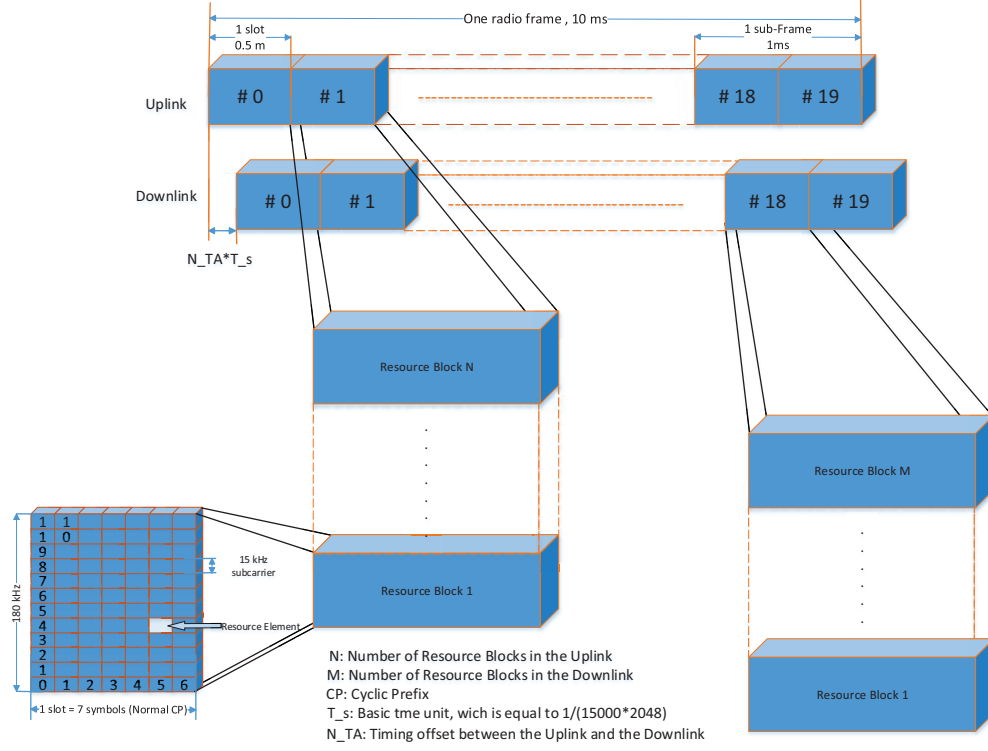 One radio frame , 10 ms
1 slot
0.5 m
1 sub-Frame
1ms
Uplink
# 0
# 1
# 18
# 19
Downlink
# 0
# 1
# 18
# 19
N_TA*T_s
Resource Block N
Resource Block M
Resource Block 1
Resource Block 1
180 kHz
1 1
1 0
9
8
7
6
5
4
3
2
1
0 1 2 3 4 5 6
15 kHz
subcarrier
Resource Element
1 slot = 7 symbols (Normal CP)
N: Number of Resource Blocks in the Uplink
M: Number of Resource Blocks in the Downlink
CP: Cyclic Prefix
T_s: Basic tme unit, wich is equal to 1/(15000*2048)
N_TA: Timing offset between the Uplink and the Downlink